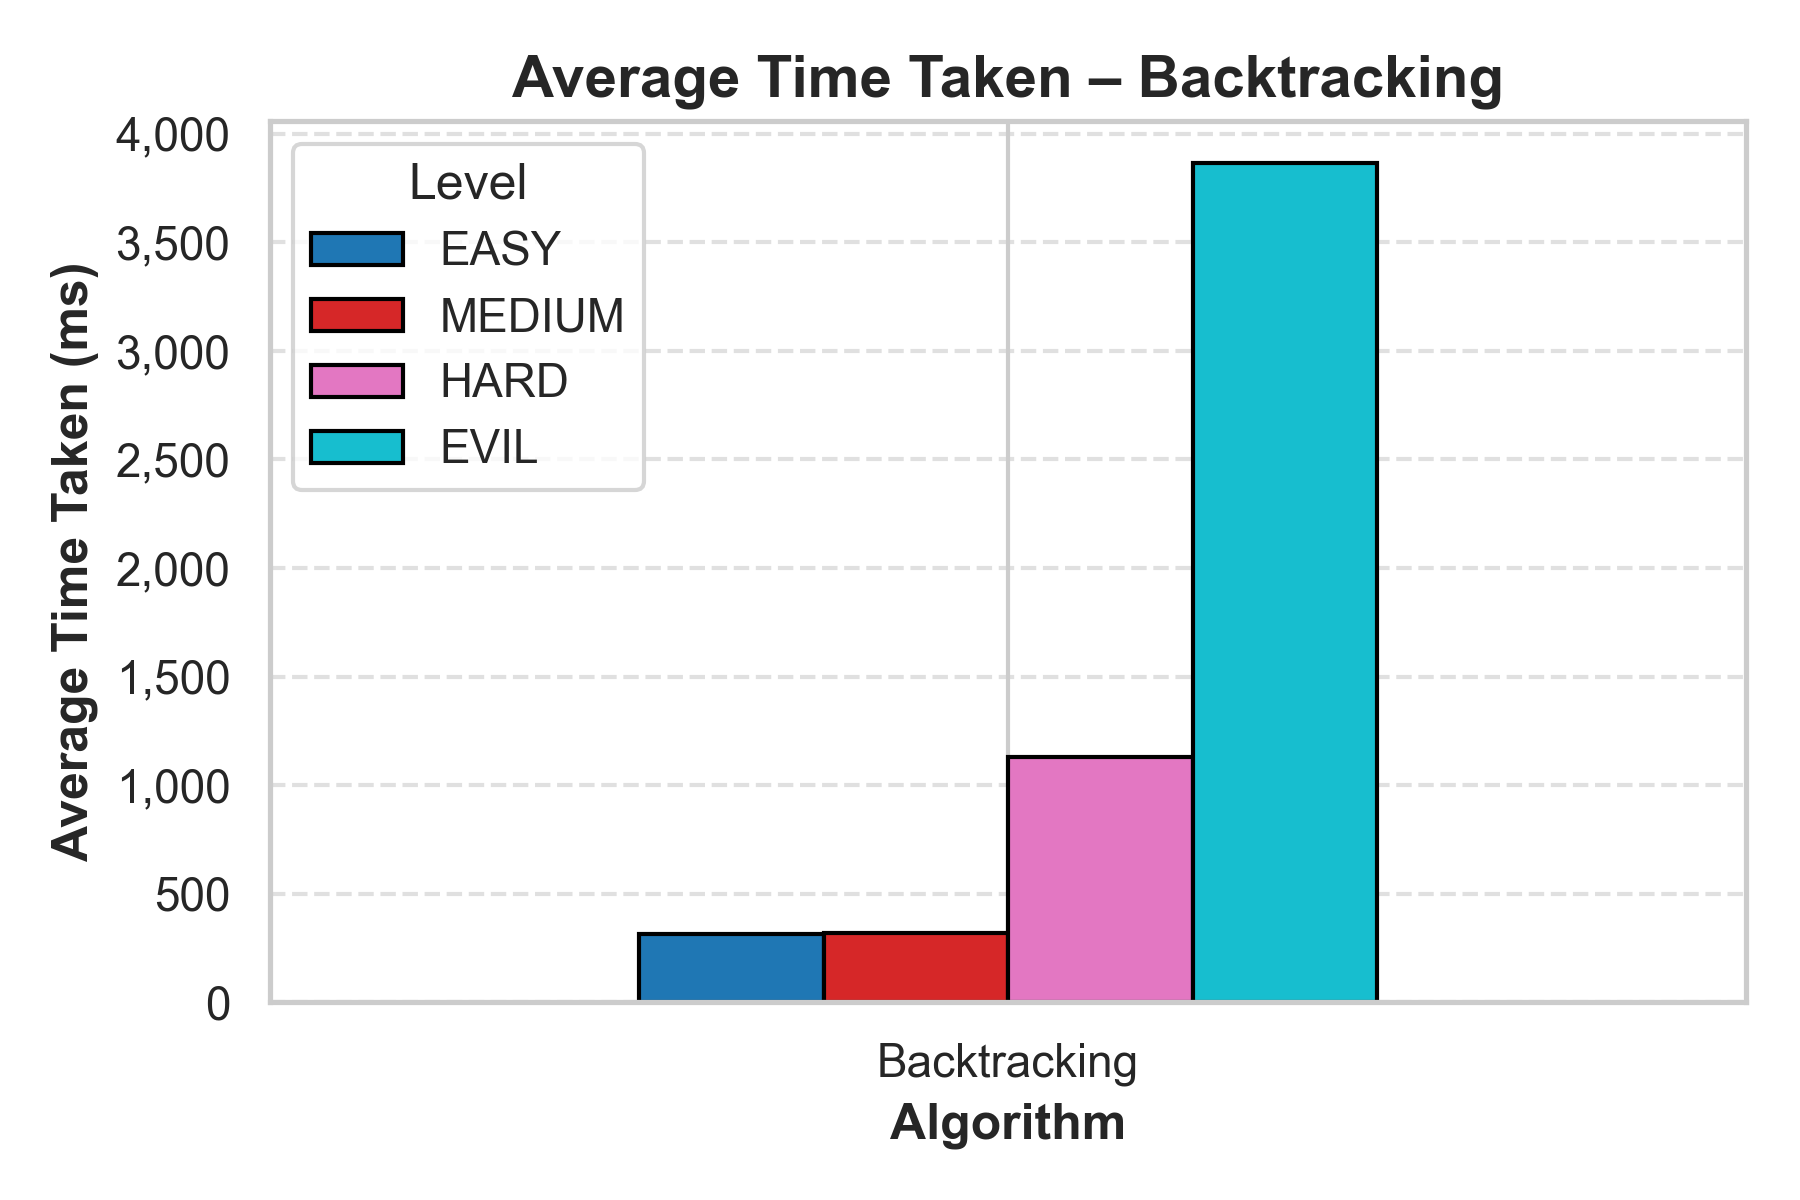 Average Time Taken – Backtracking
Average Time Taken (ms)
4,000
3,500
3,000
2,500
2,000
1,500
1,000
500
0
Level
EASY
MEDIUM
HARD
EVIL
Backtracking
Algorithm